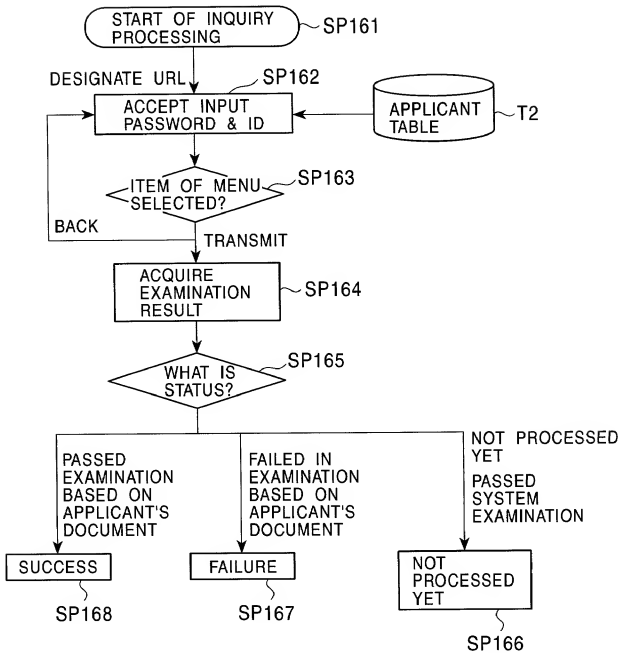 START OF INQUIRY
PROCESSING
SP161
DESIGNATE URL
SP162
ACCEPT INPUT
PASSWORD & ID
APPLICANT
TABLE
T2
ITEM OF MENU
SELECTED?
SP163
BACK
TRANSMIT
ACQUIRE
EXAMINATION
RESULT
SP164
WHAT IS
STATUS?
SP165
PASSED
EXAMINATION
BASED ON
APPLICANT'S
DOCUMENT
FAILED IN
EXAMINATION
BASED ON
APPLICANT'S
DOCUMENT
NOT PROCESSED
YET
PASSED
SYSTEM
EXAMINATION
SUCCESS
SP168
FAILURE
SP167
NOT
PROCESSED
YET
SP166